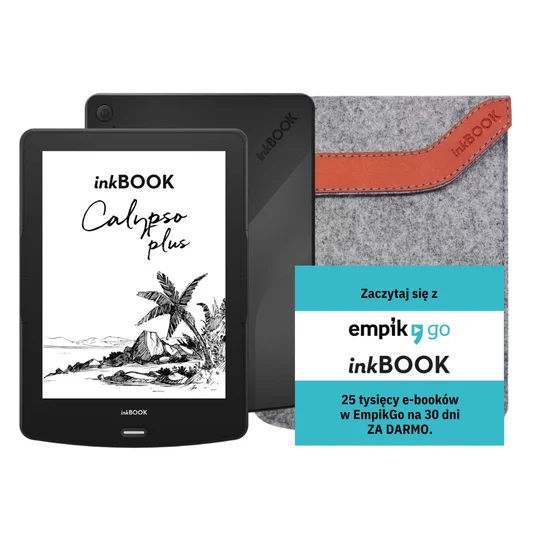 inkBOOK
Calypso
plus
inkBOOK
inkBOOK
inkBOOK
Zaczytaj się z
empik go
inkBOOK
25 tysięcy e-booków
w EmpikGo na 30 dni
ZA DARMO.